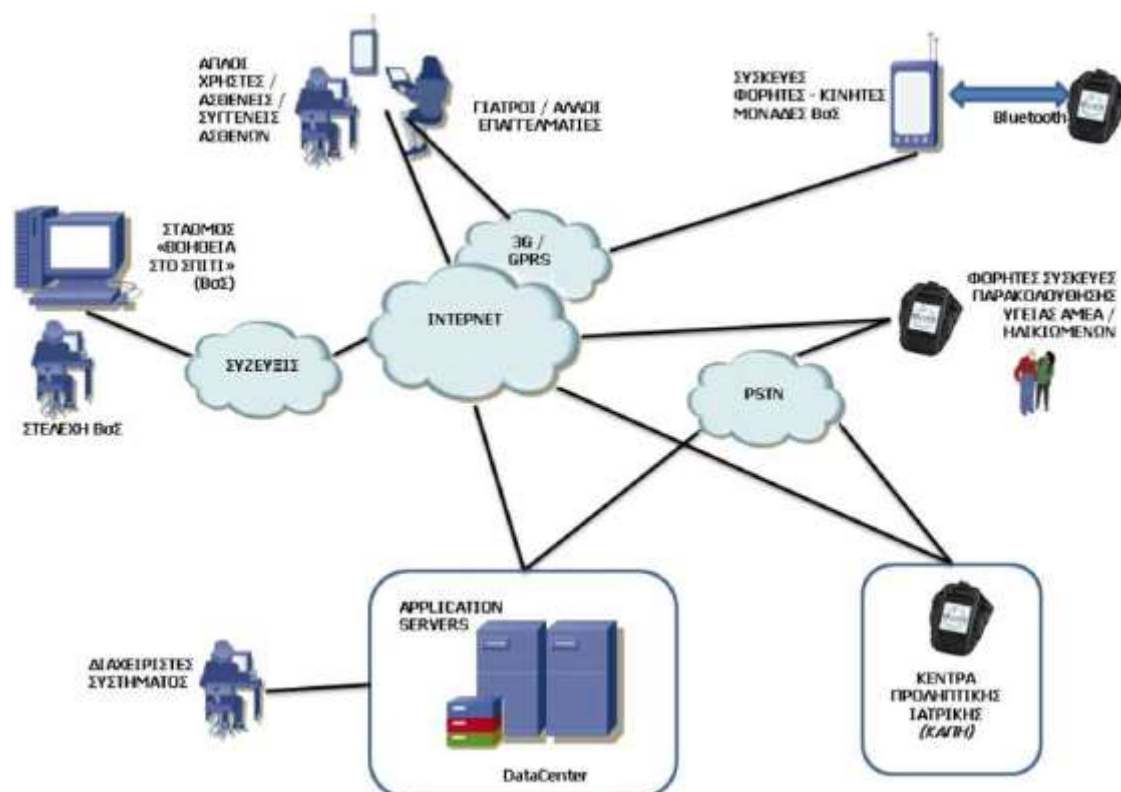 ΑΠΛΟΙ
ΧΡΗΣΤΕΣ /
ΑΣΘΕΝΕΙΣ /
ΣΥΓΓΕΝΕΙΣ
ΑΣΘΕΝΩΝ
ΓΙΑΤΡΟΙ / ΑΛΛΟΙ
ΕΠΑΓΓΕΛΜΑΤΙΕΣ
ΣΥΣΚΕΥΕΣ
ΦΟΡΗΤΕΣ - ΚΙΝΗΤΕΣ
ΜΟΝΑΔΕΣ ΒσΣ
Bluetooth
ΣΤΑΘΜΟΣ
«ΒΟΗΘΕΙΑ
ΣΤΟ ΣΠΙΤΙ»
(ΒσΣ)
3G /
GPRS
INTERNET
ΦΟΡΗΤΕΣ ΣΥΣΚΕΥΕΣ
ΠΑΡΑΚΟΛΟΥΘΗΣΗΣ
ΥΓΕΙΑΣ ΑΜΕΑ /
ΗΛΙΚΙΩΜΕΝΩΝ
ΣΥΖΕΥΞΙΣ
PSTN
ΣΤΕΛΕΧΗ ΒσΣ
APPLICATION
SERVERS
ΔΙΑΧΕΙΡΙΣΤΕΣ
ΣΥΣΤΗΜΑΤΟΣ
DataCenter
ΚΕΝΤΡΑ
ΠΡΟΛΗΠΤΙΚΗΣ
ΙΑΤΡΙΚΗΣ
(ΚΑΠΗ)